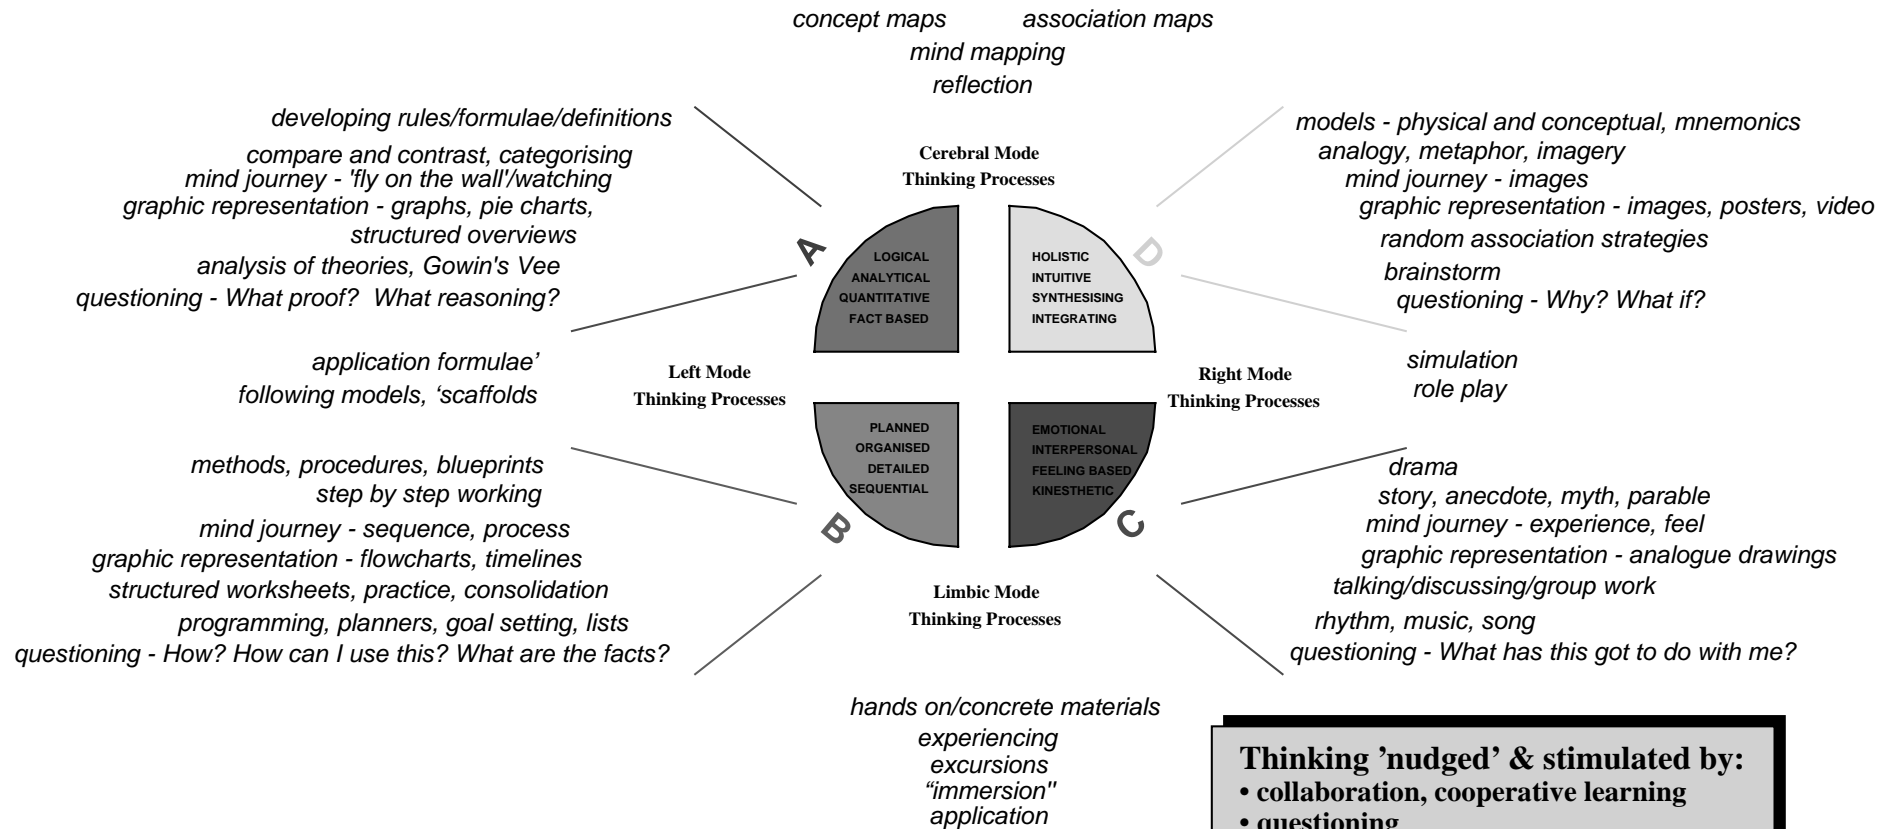 concept maps association maps
mind mapping
reflection
developing rules/formulae/definitions
compare and contrast, categorising
mind journey - 'fly on the wall'/watching
graphic representation - graphs, pie charts,
structured overviews
analysis of theories, Gowin's Vee
questioning - What proof?  What reasoning?
Cerebral Mode
Thinking Processes
models - physical and conceptual, mnemonics
analogy, metaphor, imagery
mind journey - images
graphic representation - images, posters, video
random association strategies
brainstorm
questioning - Why? What if?
A
LOGICAL
ANALYTICAL
QUANTITATIVE
FACT BASED
D
HOLISTIC
INTUITIVE
SYNTHESISING
INTEGRATING
application formulae’
following models, ‘scaffolds
Left Mode
Thinking Processes
Right Mode
Thinking Processes
simulation
role play
B
PLANNED
ORGANISED
DETAILED
SEQUENTIAL
C
EMOTIONAL
INTERPERSONAL
FEELING BASED
KINESTHETIC
methods, procedures, blueprints
step by step working
mind journey - sequence, process
graphic representation - flowcharts, timelines
structured worksheets, practice, consolidation
programming, planners, goal setting, lists
questioning - How? How can I use this? What are the facts?
Limbic Mode
Thinking Processes
drama
story, anecdote, myth, parable
mind journey - experience, feel
graphic representation - analogue drawings
talking/discussing/group work
rhythm, music, song
questioning - What has this got to do with me?
hands on/concrete materials
experiencing
excursions
“immersion"
application
Thinking ’nudged’ & stimulated by:
• collaboration, cooperative learning
• questioning